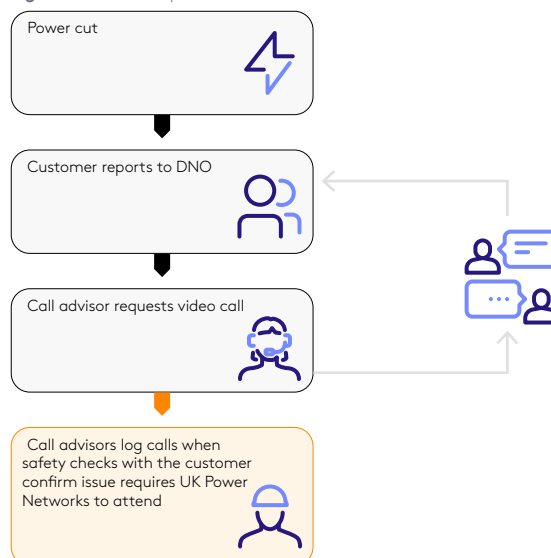 Power cut
Customer reports to DNO
Call advisor requests video call
Call advisors log calls when
safety checks with the customer
confirm issue requires UK Power
Networks to attend